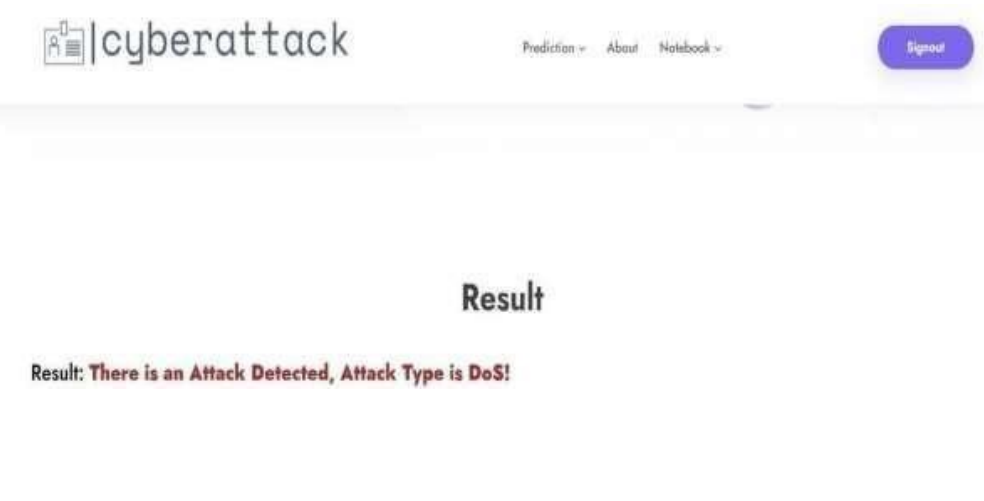 |cyberattack
Prediction About Notebook
Signout
Result
Result: There is an Attack Detected, Attack Type is DoS!